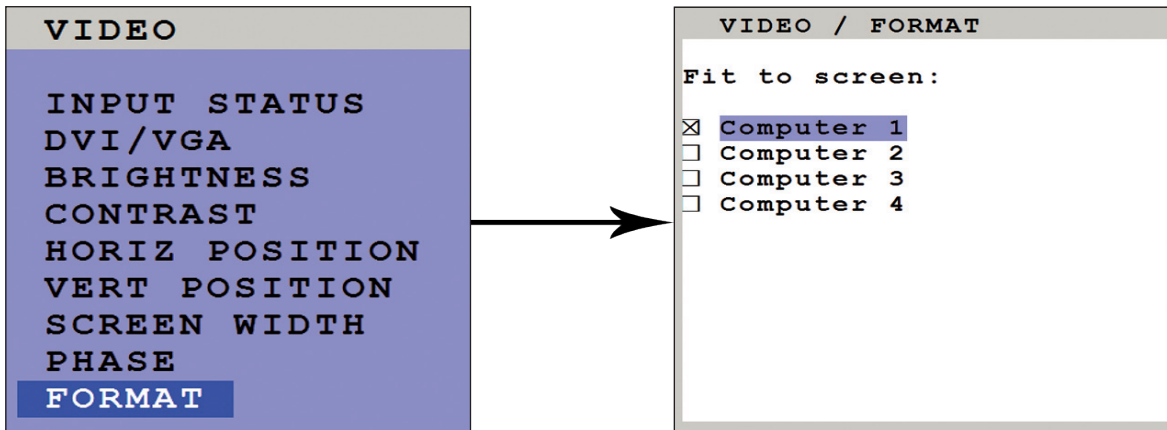 VIDEO
INPUT STATUS
DVI/VGA
BRIGHTNESS
CONTRAST
HORIZ POSITION
VERT POSITION
SCREEN WIDTH
PHASE
FORMAT
VIDEO / FORMAT
Fit to screen:
☒ Computer 1
☐ Computer 2
☐ Computer 3
☐ Computer 4